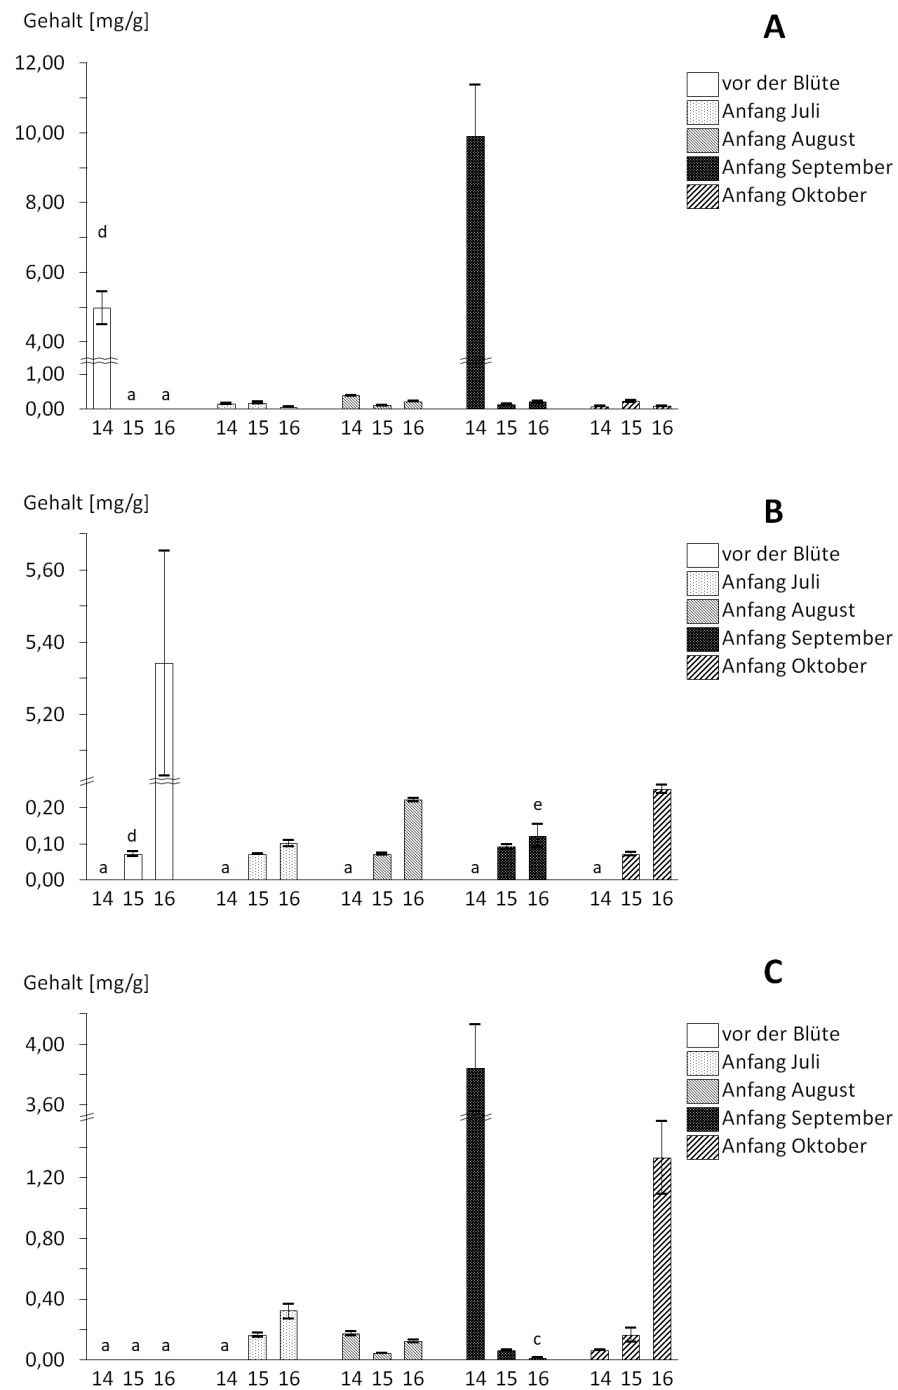 Gehalt [mg/g]
A
12,00
10,00
8,00
6,00
4,00
1,00
0,00
d
a a
14 15 16 14 15 16 14 15 16 14 15 16 14 15 16
vor der Blüte
Anfang Juli
Anfang August
Anfang September
Anfang Oktober
Gehalt [mg/g]
B
5,60
5,40
5,20
0,20
0,10
0,00
d
e
a a a a a
14 15 16 14 15 16 14 15 16 14 15 16 14 15 16
vor der Blüte
Anfang Juli
Anfang August
Anfang September
Anfang Oktober
Gehalt [mg/g]
C
4,00
3,60
1,20
0,80
0,40
0,00
c
a a a a
14 15 16 14 15 16 14 15 16 14 15 16 14 15 16
vor der Blüte
Anfang Juli
Anfang August
Anfang September
Anfang Oktober